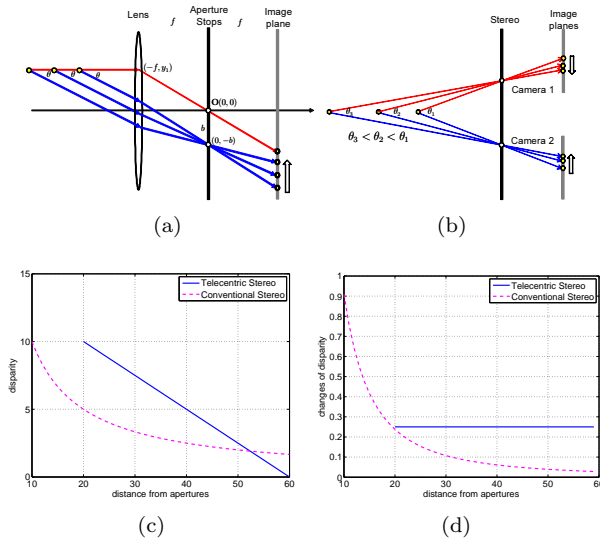 Lens
f
Aperture
Stops
f
Image
plane
θ
θ
θ
(−f, y₁)
O(0, 0)
b
(0, −b)
(a)
Stereo
Image
planes
Camera 1
θ₃
θ₂
θ₁
θ₃ < θ₂ < θ₁
Camera 2
(b)
15
10
5
0
10
20
30
40
50
60
disparity
distance from apertures
Telecentric Stereo
Conventional Stereo
(c)
1
0.9
0.8
0.7
0.6
0.5
0.4
0.3
0.2
0.1
0
10
20
30
40
50
60
changes of disparity
distance from apertures
Telecentric Stereo
Conventional Stereo
(d)